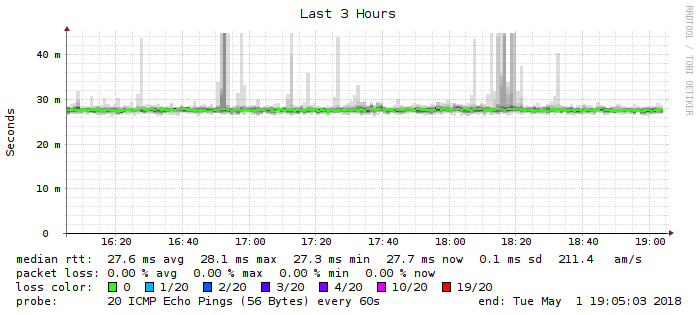 Last 3 Hours
RRDTOOL / TOBI OETIKER
Seconds
40 m
30 m
20 m
10 m
0
16:20 16:40 17:00 17:20 17:40 18:00 18:20 18:40 19:00
median rtt: 27.6 ms avg 28.1 ms max 27.3 ms min 27.7 ms now 0.1 ms sd 211.4 am/s
packet loss: 0.00 % avg 0.00 % max 0.00 % min 0.00 % now
loss color: 0 1/20 2/20 3/20 4/20 10/20 19/20
probe: 20 ICMP Echo Pings (56 Bytes) every 60s end: Tue May 1 19:05:03 2018